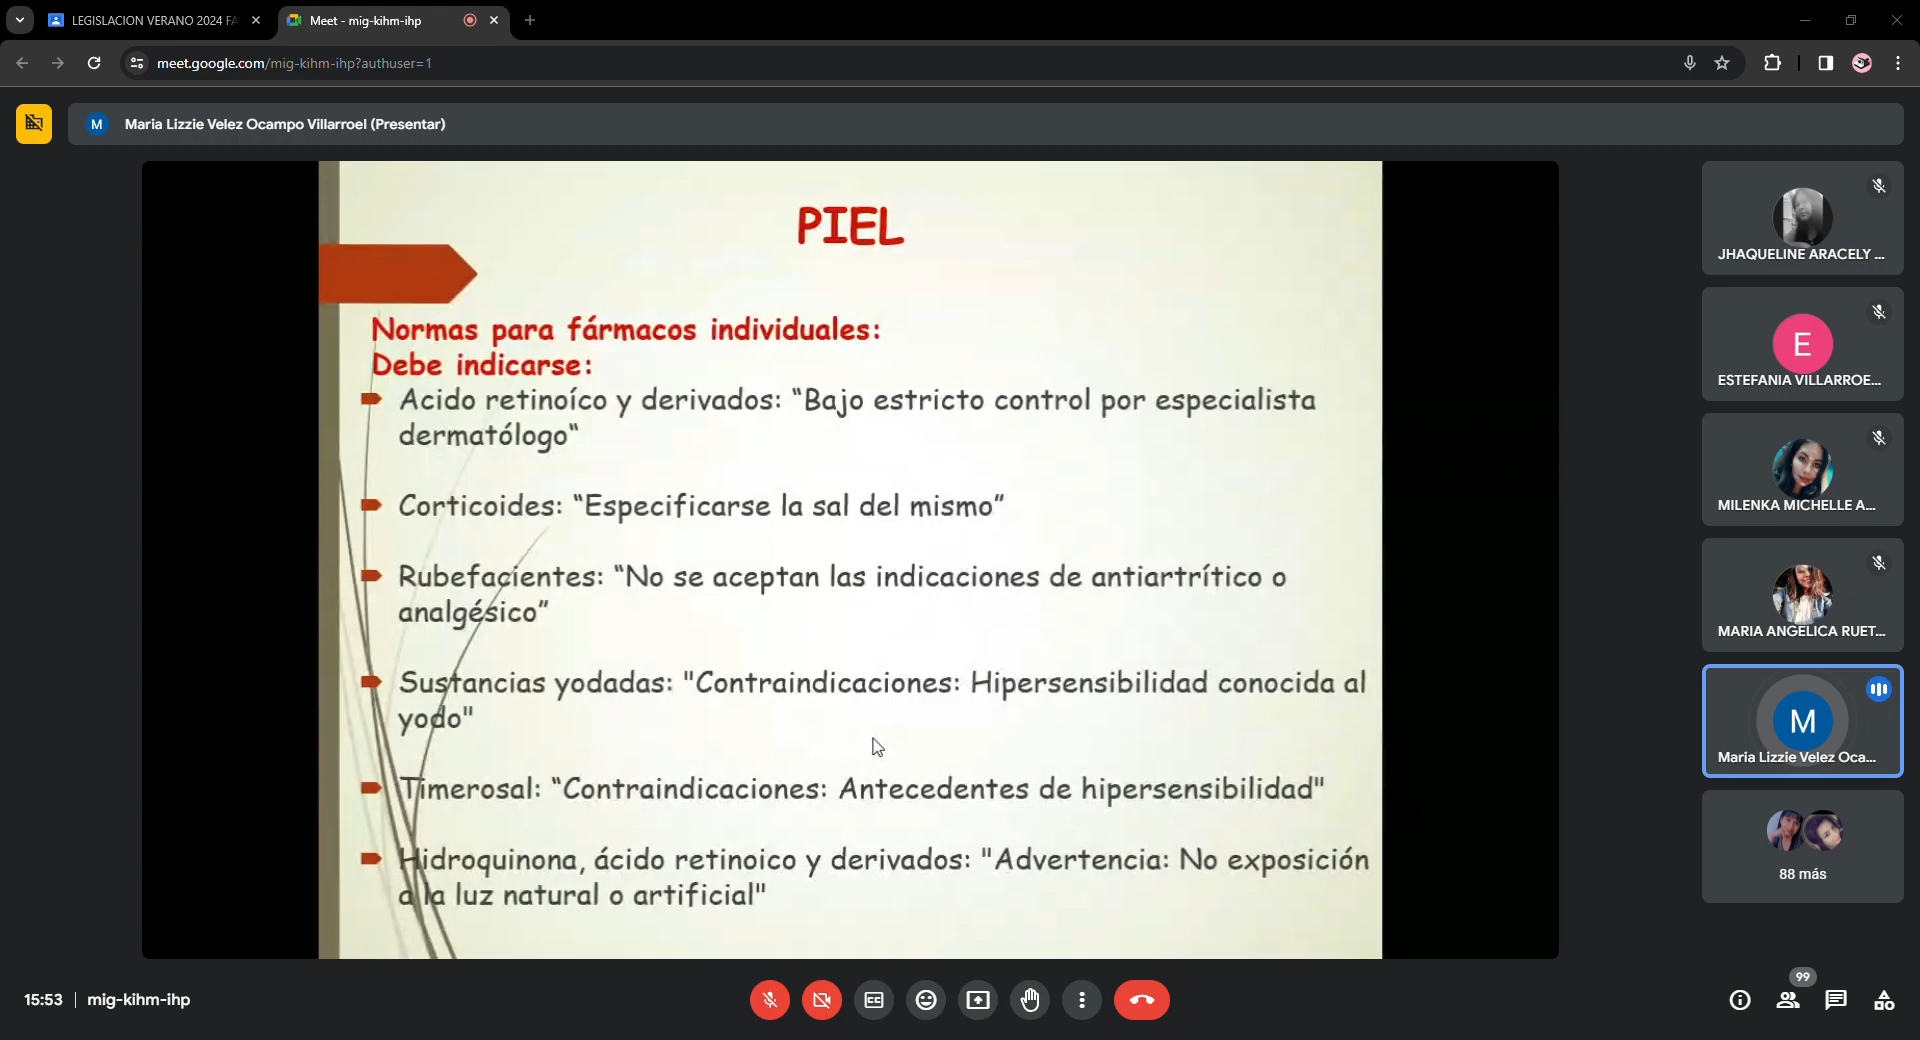 LEGISLACION VERANO 2024 FA
Meet - mig-kihm-ihp
meet.google.com/mig-kihm-ihp?authuser=1
M
Maria Lizzie Velez Ocampo Villarroel (Presentar)
PIEL
Normas para fármacos individuales:
Debe indicarse:
Acido retinoíco y derivados: “Bajo estricto control por especialista
dermatólogo“
Corticoides: “Especificarse la sal del mismo”
Rubefacientes: “No se aceptan las indicaciones de antiartrítico o
analgésico”
Sustancias yodadas: "Contraindicaciones: Hipersensibilidad conocida al
yodo"
Timerosal: “Contraindicaciones: Antecedentes de hipersensibilidad"
Hidroquinona, ácido retinoico y derivados: "Advertencia: No exposición
a la luz natural o artificial"
JHAQUELINE ARACELY ...
E
ESTEFANIA VILLARROE...
MILENKA MICHELLE A...
MARIA ANGELICA RUET...
M
Maria Lizzie Velez Oca...
88 más
15:53 | mig-kihm-ihp
CC
99